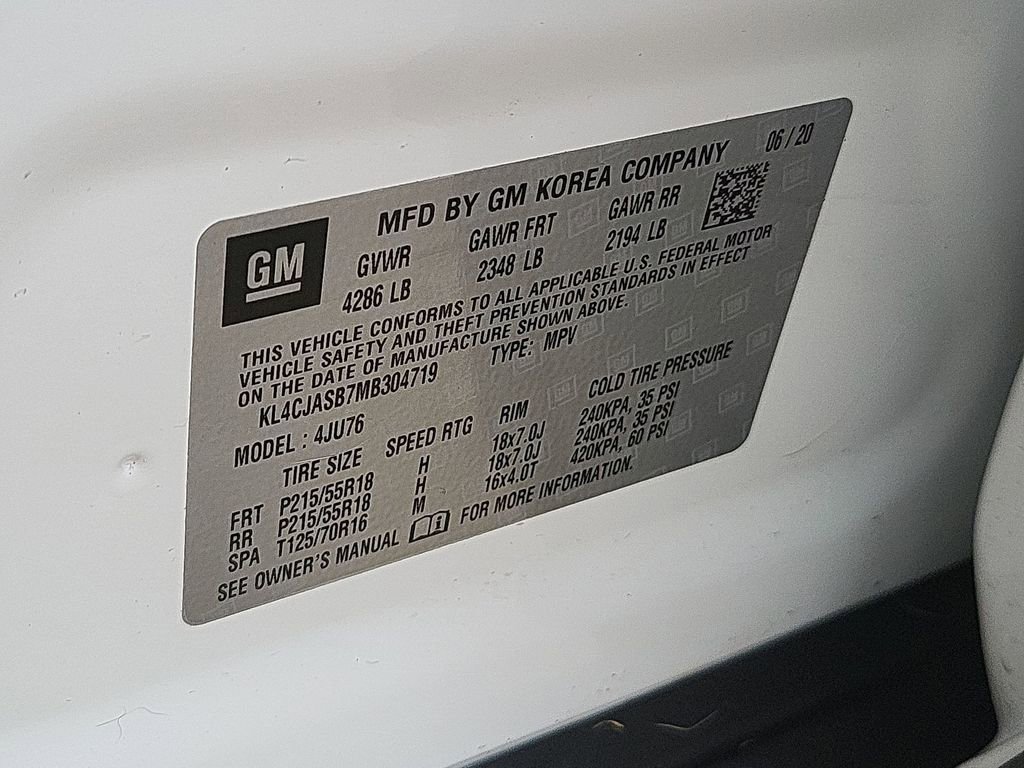 MFD BY GM KOREA COMPANY 06/20
GM
GVWR GAWR FRT GAWR RR
4286 LB 2348 LB 2194 LB
THIS VEHICLE CONFORMS TO ALL APPLICABLE U.S. FEDERAL MOTOR
VEHICLE SAFETY AND THEFT PREVENTION STANDARDS IN EFFECT
ON THE DATE OF MANUFACTURE SHOWN ABOVE.
KL4CJASB7MB304719 TYPE: MPV
MODEL : 4JU76
TIRE SIZE SPEED RTG RIM COLD TIRE PRESSURE
FRT P215/55R18 H 18x7.0J 240KPA, 35 PSI
RR P215/55R18 H 18x7.0J 240KPA, 35 PSI
SPA T125/70R16 M 16x4.0T 420KPA, 60 PSI
SEE OWNER'S MANUAL FOR MORE INFORMATION.